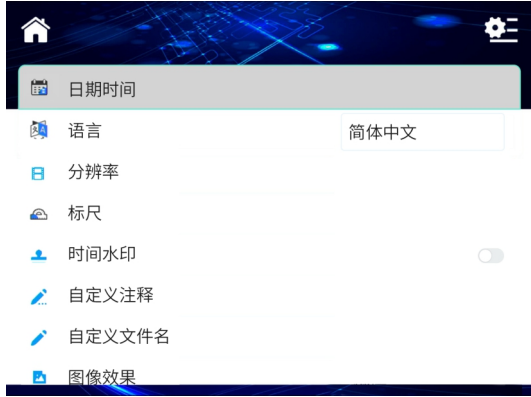 日期时间
语言
简体中文
分辨率
标尺
时间水印
自定义注释
自定义文件名
图像效果